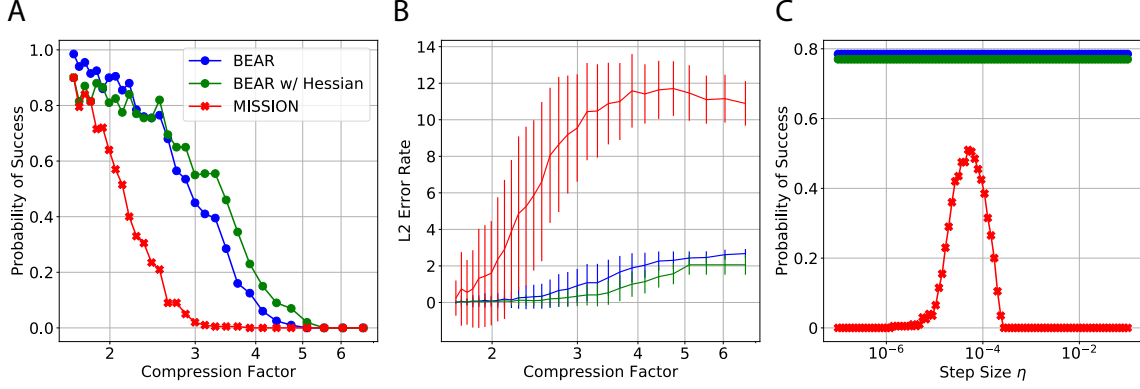 A
Probability of Success
1.0
0.8
0.6
0.4
0.2
0.0
2
3
4
5
6
Compression Factor
BEAR
BEAR w/ Hessian
MISSION
B
L2 Error Rate
14
12
10
8
6
4
2
0
2
3
4
5
6
Compression Factor
C
Probability of Success
0.8
0.6
0.4
0.2
0.0
10⁻⁶
10⁻⁴
10⁻²
Step Size η